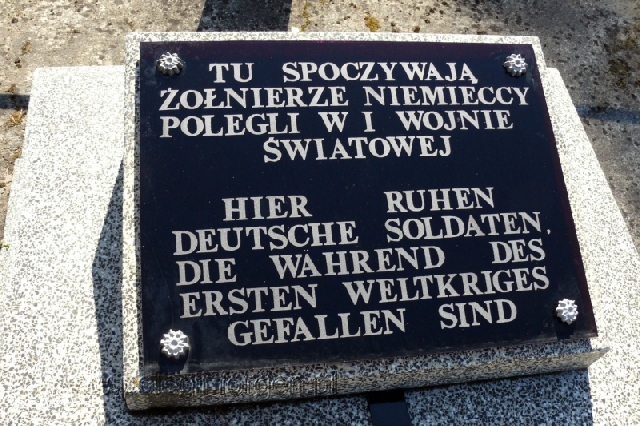 TU SPOCZYWAJĄ
ŻOŁNIERZE NIEMIECCY
POLEGLI W I WOJNIE
ŚWIATOWEJ
HIER RUHEN
DEUTSCHE SOLDATEN,
DIE WAHREND DES
ERSTEN WELTKRIGES
GEFALLEN SIND